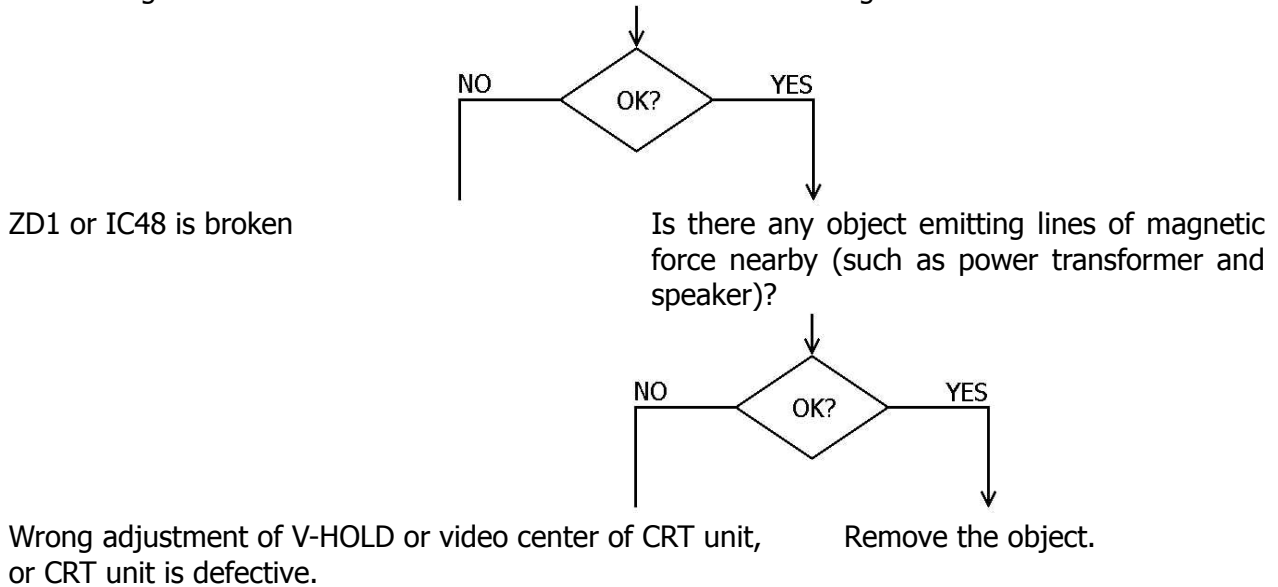 NO
OK?
YES
ZD1 or IC48 is broken
Is there any object emitting lines of magnetic
force nearby (such as power transformer and
speaker)?
NO
OK?
YES
Wrong adjustment of V-HOLD or video center of CRT unit,
or CRT unit is defective.
Remove the object.